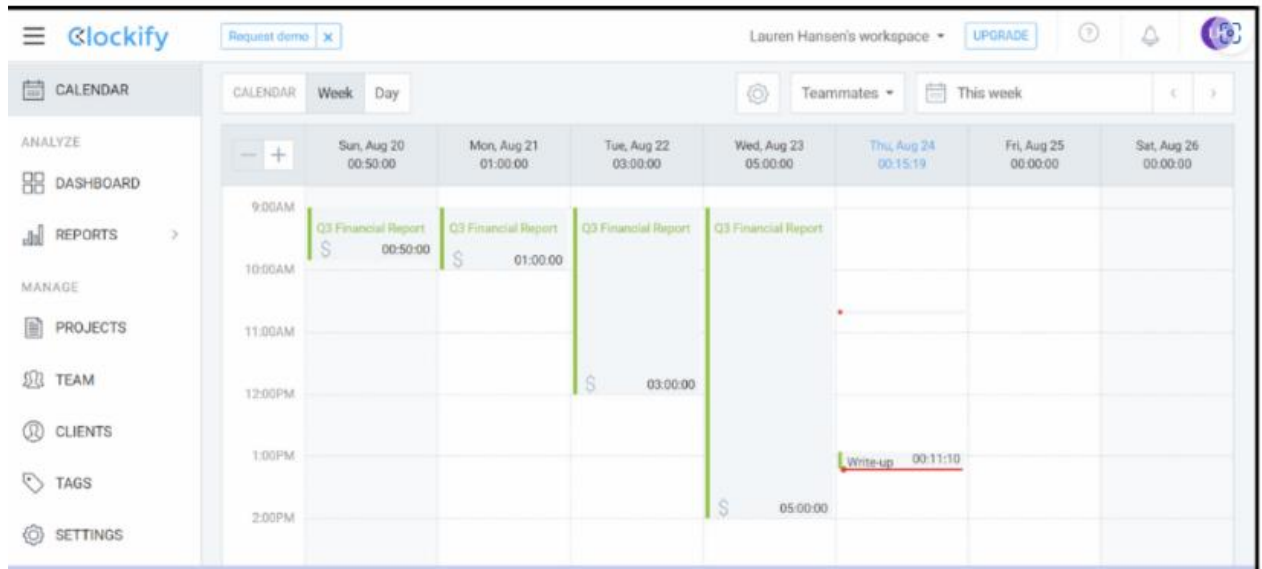 Clockify
Request demo x
Lauren Hansen's workspace
UPGRADE
CALENDAR
ANALYZE
DASHBOARD
REPORTS
MANAGE
PROJECTS
TEAM
CLIENTS
TAGS
SETTINGS
CALENDAR Week Day
Teammates
This week
Sun, Aug 20
00:50:00
Mon, Aug 21
01:00:00
Tue, Aug 22
03:00:00
Wed, Aug 23
05:00:00
Thu, Aug 24
00:15:19
Fri, Aug 25
00:00:00
Sat, Aug 26
00:00:00
9:00AM
10:00AM
11:00AM
12:00PM
1:00PM
2:00PM
Q3 Financial Report
$ 00:50:00
Q3 Financial Report
$ 01:00:00
Q3 Financial Report
$ 03:00:00
Q3 Financial Report
$ 05:00:00
Write-up 00:11:10